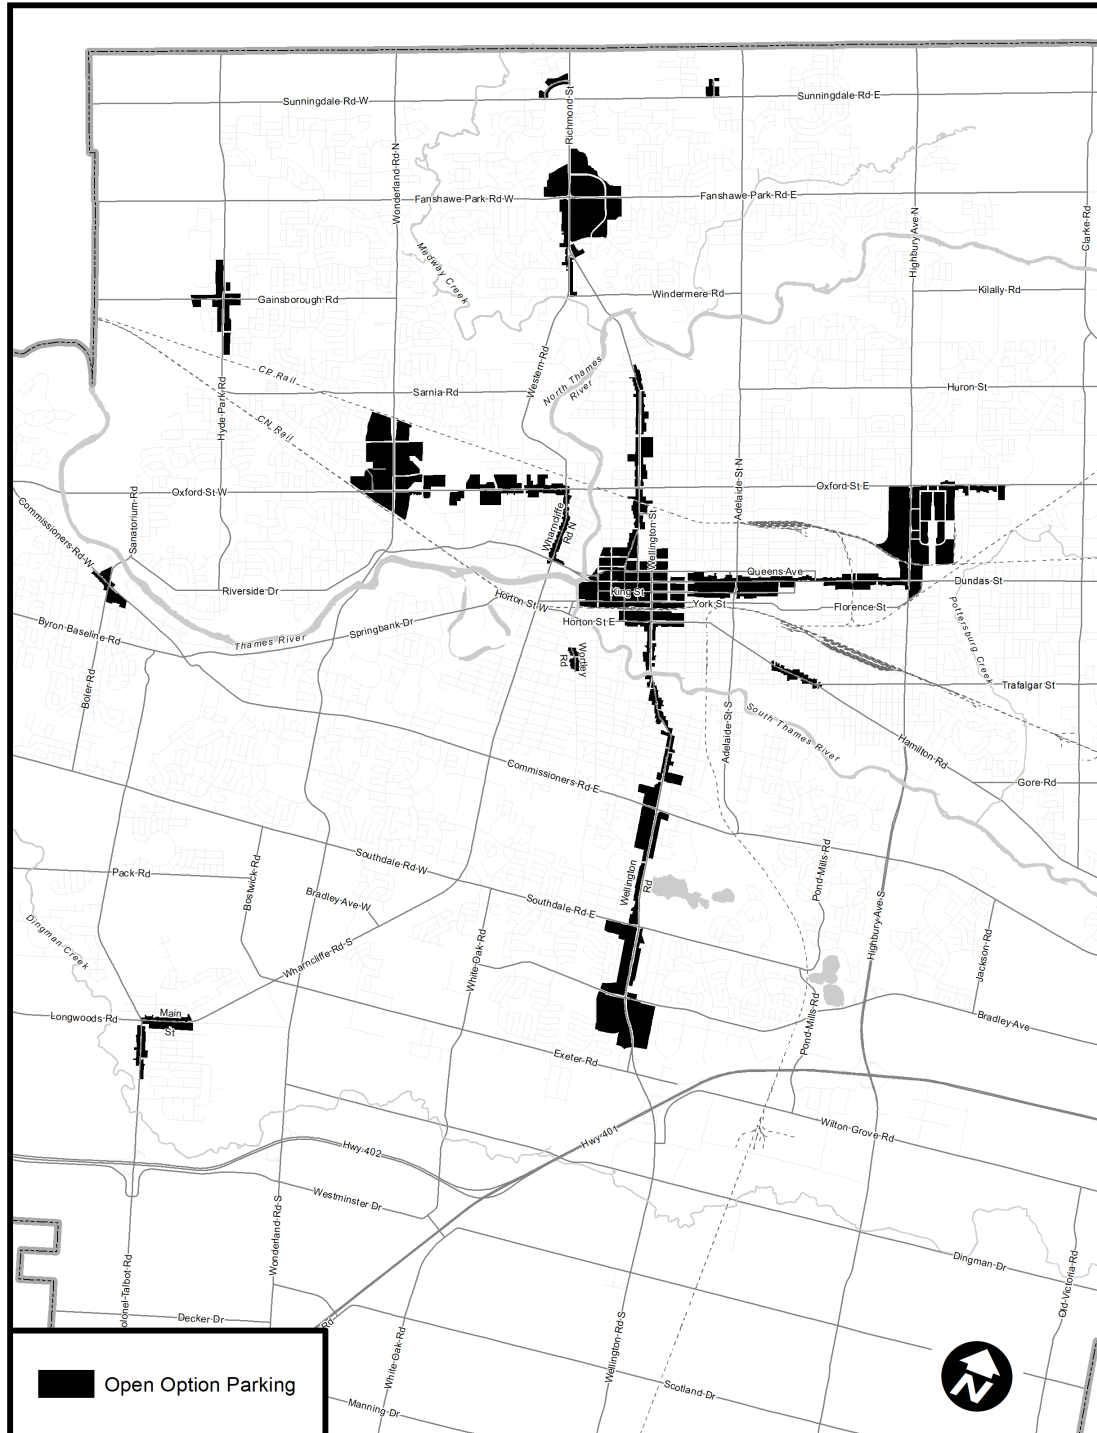 Sunningdale Rd W
Sunningdale Rd E
Richmond St
Wonderland Rd N
Fanshawe Park Rd W
Fanshawe Park Rd E
Highbury Ave N
Clarke Rd
Medway Creek
Gainsborough Rd
Windermere Rd
Kilally Rd
CP Rail
Western Rd
North Thames
River
Sarnia Rd
Huron St
Hyde Park Rd
CN Rail
Adelaide St N
Oxford St W
Oxford St E
Sanatorium Rd
Commissioners Rd W
Wharncliffe
Rd N
Wellington St
Queens Ave
Dundas St
Riverside Dr
King St
Horton St W
York St
Florence St
Pottersburg Creek
Horton St E
Springbank Dr
Byron Baseline Rd
Thames River
Wortley
Rd
Boler Rd
Trafalgar St
Adelaide St S
South Thames River
Hamilton Rd
Gore Rd
Commissioners Rd E
Pond Mills Rd
Southdale Rd W
Pack Rd
Bostwick Rd
Wellington
Rd
Bradley Ave W
Southdale Rd E
Highbury Ave S
Dingman Creek
Wharncliffe Rd S
White Oak Rd
Jackson Rd
Longwoods Rd
Main
St
Pond Mills Rd
Bradley Ave
Exeter Rd
Hwy 401
Wilton Grove Rd
Hwy 402
Westminster Dr
Wonderland Rd S
Dingman Dr
Old Victoria Rd
olonel Talbot Rd
Decker Dr
Rd
White Oak Rd
Wellington Rd S
Scotland Dr
Manning Dr
Open Option Parking
N